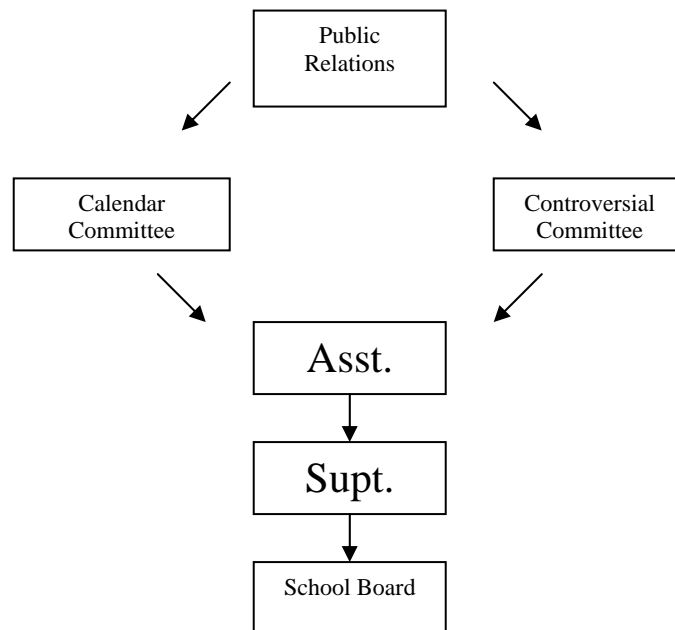 Public
Relations
Calendar
Committee
Controversial
Committee
Asst.
Supt.
School Board